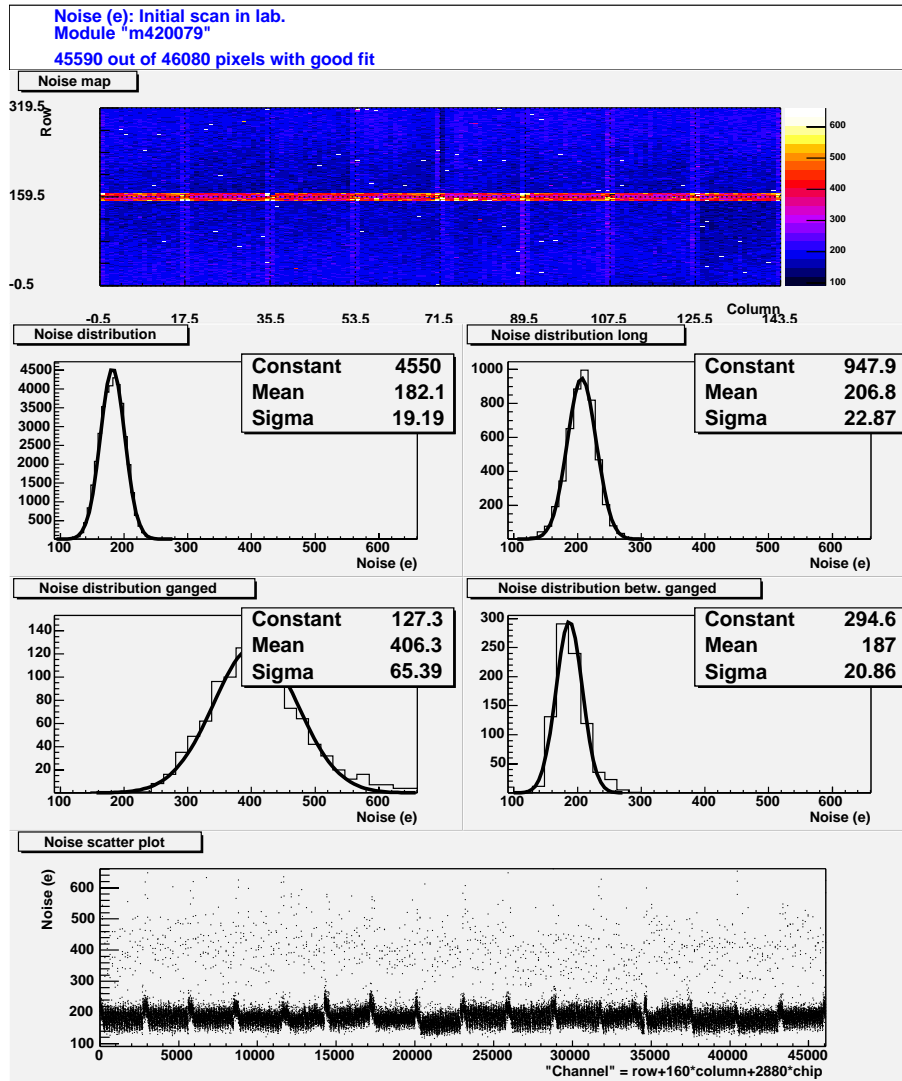 Noise (e): Initial scan in lab.
Module "m420079"
45590 out of 46080 pixels with good fit
Noise map
319.5
159.5
-0.5
Row
600
500
400
300
200
100
Column
-0.5 17.5 35.5 53.5 71.5 89.5 107.5 125.5 143.5
Noise distribution
Constant 4550
Mean 182.1
Sigma 19.19
4500
4000
3500
3000
2500
2000
1500
1000
500
100 200 300 400 500 600
Noise (e)
Noise distribution long
Constant 947.9
Mean 206.8
Sigma 22.87
1000
800
600
400
200
100 200 300 400 500 600
Noise (e)
Noise distribution ganged
Constant 127.3
Mean 406.3
Sigma 65.39
140
120
100
80
60
40
20
100 200 300 400 500 600
Noise (e)
Noise distribution betw. ganged
Constant 294.6
Mean 187
Sigma 20.86
300
250
200
150
100
50
100 200 300 400 500 600
Noise (e)
Noise scatter plot
Noise (e)
600
500
400
300
200
100
0 5000 10000 15000 20000 25000 30000 35000 40000 45000
"Channel" = row+160*column+2880*chip